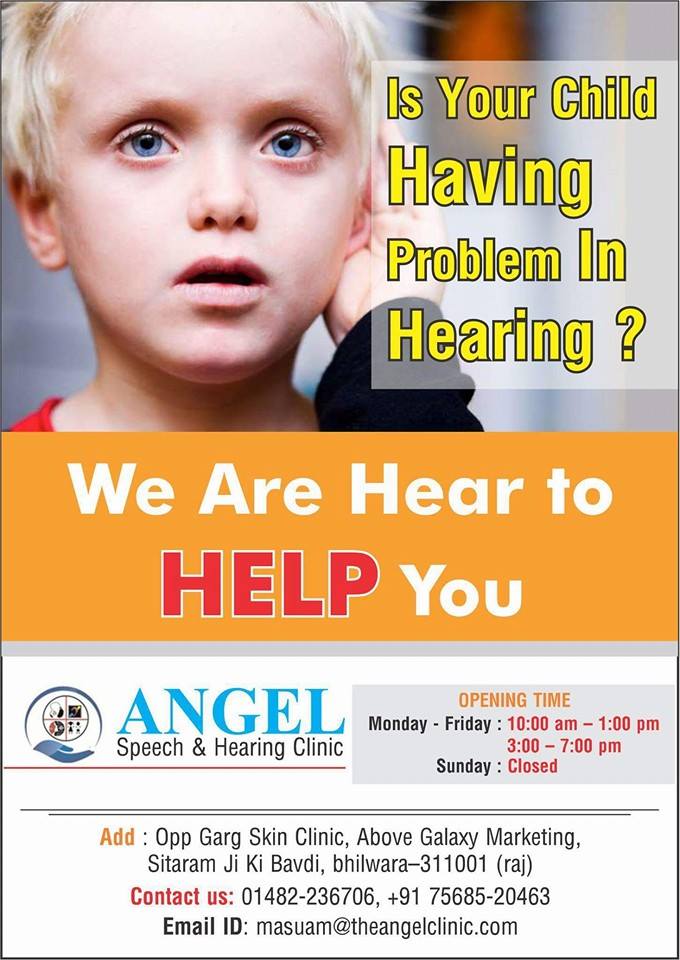 Is Your Child
Having
Problem In
Hearing ?
We Are Hear to
HELP You
ANGEL
Speech & Hearing Clinic
OPENING TIME
Monday - Friday : 10:00 am – 1:00 pm
3:00 – 7:00 pm
Sunday : Closed
Add : Opp Garg Skin Clinic, Above Galaxy Marketing,
Sitaram Ji Ki Bavdi, bhilwara–311001 (raj)
Contact us: 01482-236706, +91 75685-20463
Email ID: masuam@theangelclinic.com